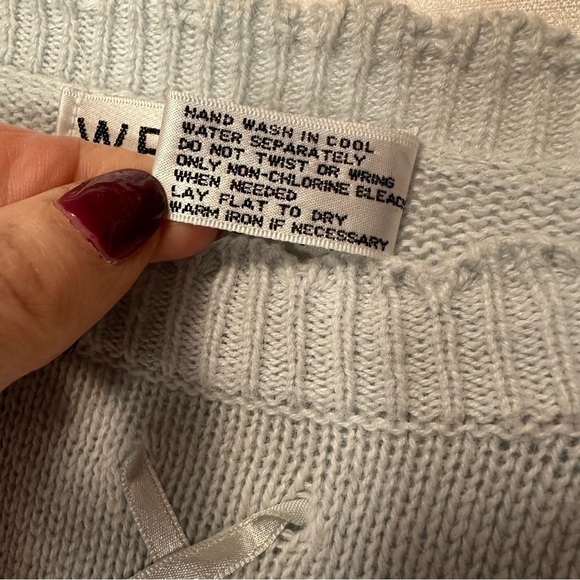 WE
HAND WASH IN COOL
WATER SEPARATELY
DO NOT TWIST OR WRING
ONLY NON-CHLORINE BLEACH
WHEN NEEDED
LAY FLAT TO DRY
WARM IRON IF NECESSARY